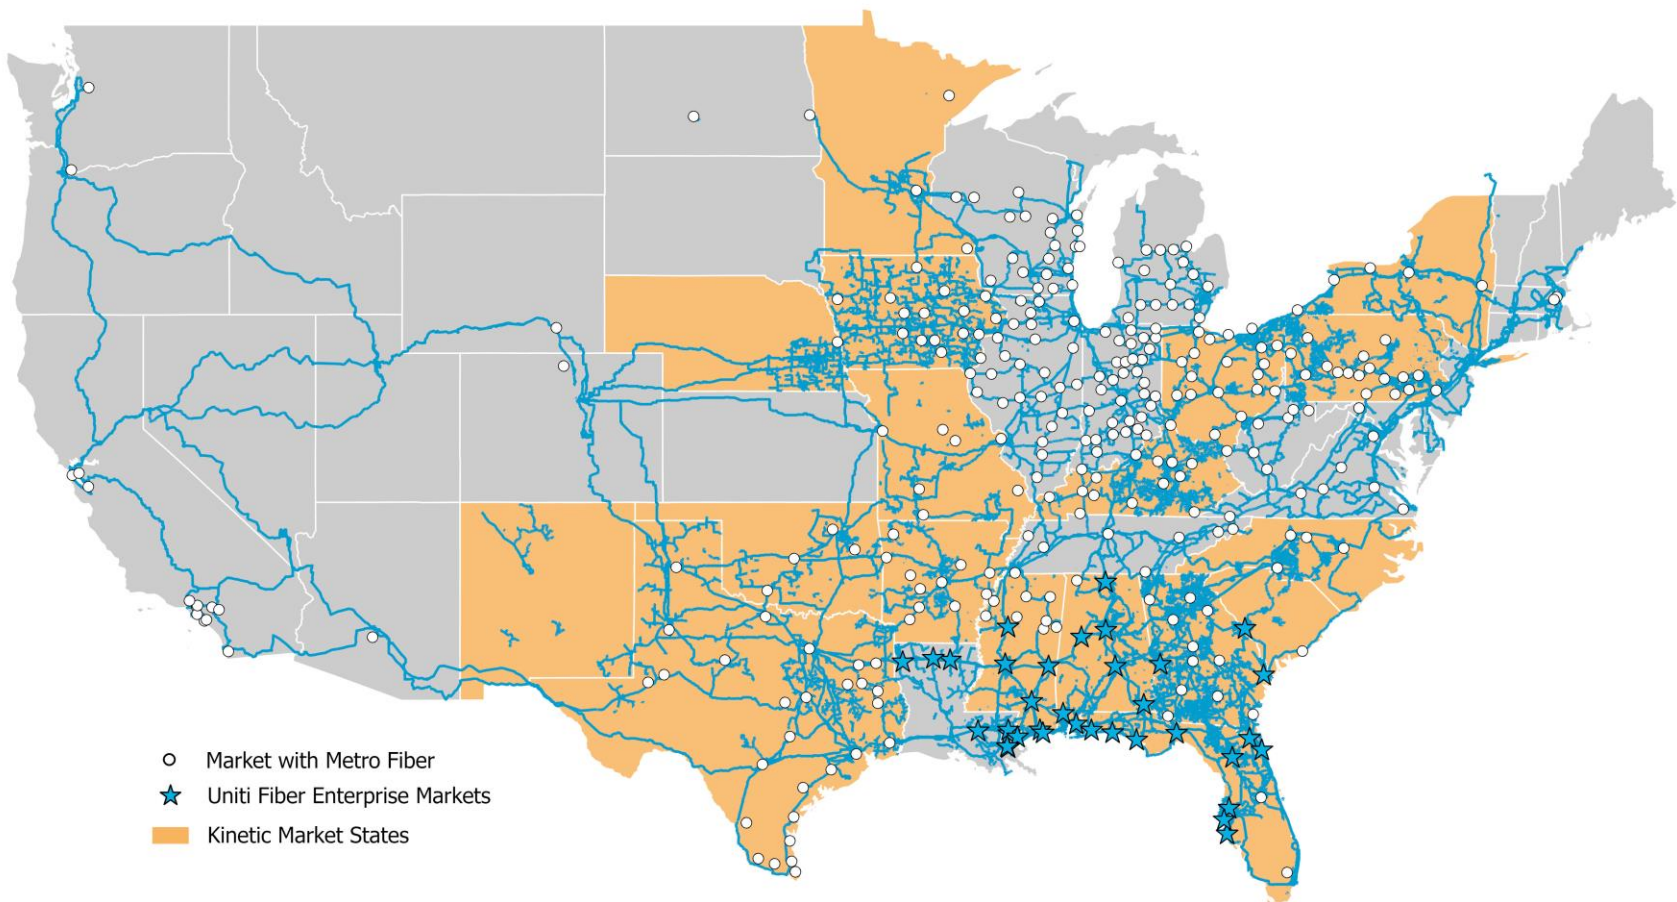 Market with Metro Fiber
Uniti Fiber Enterprise Markets
Kinetic Market States